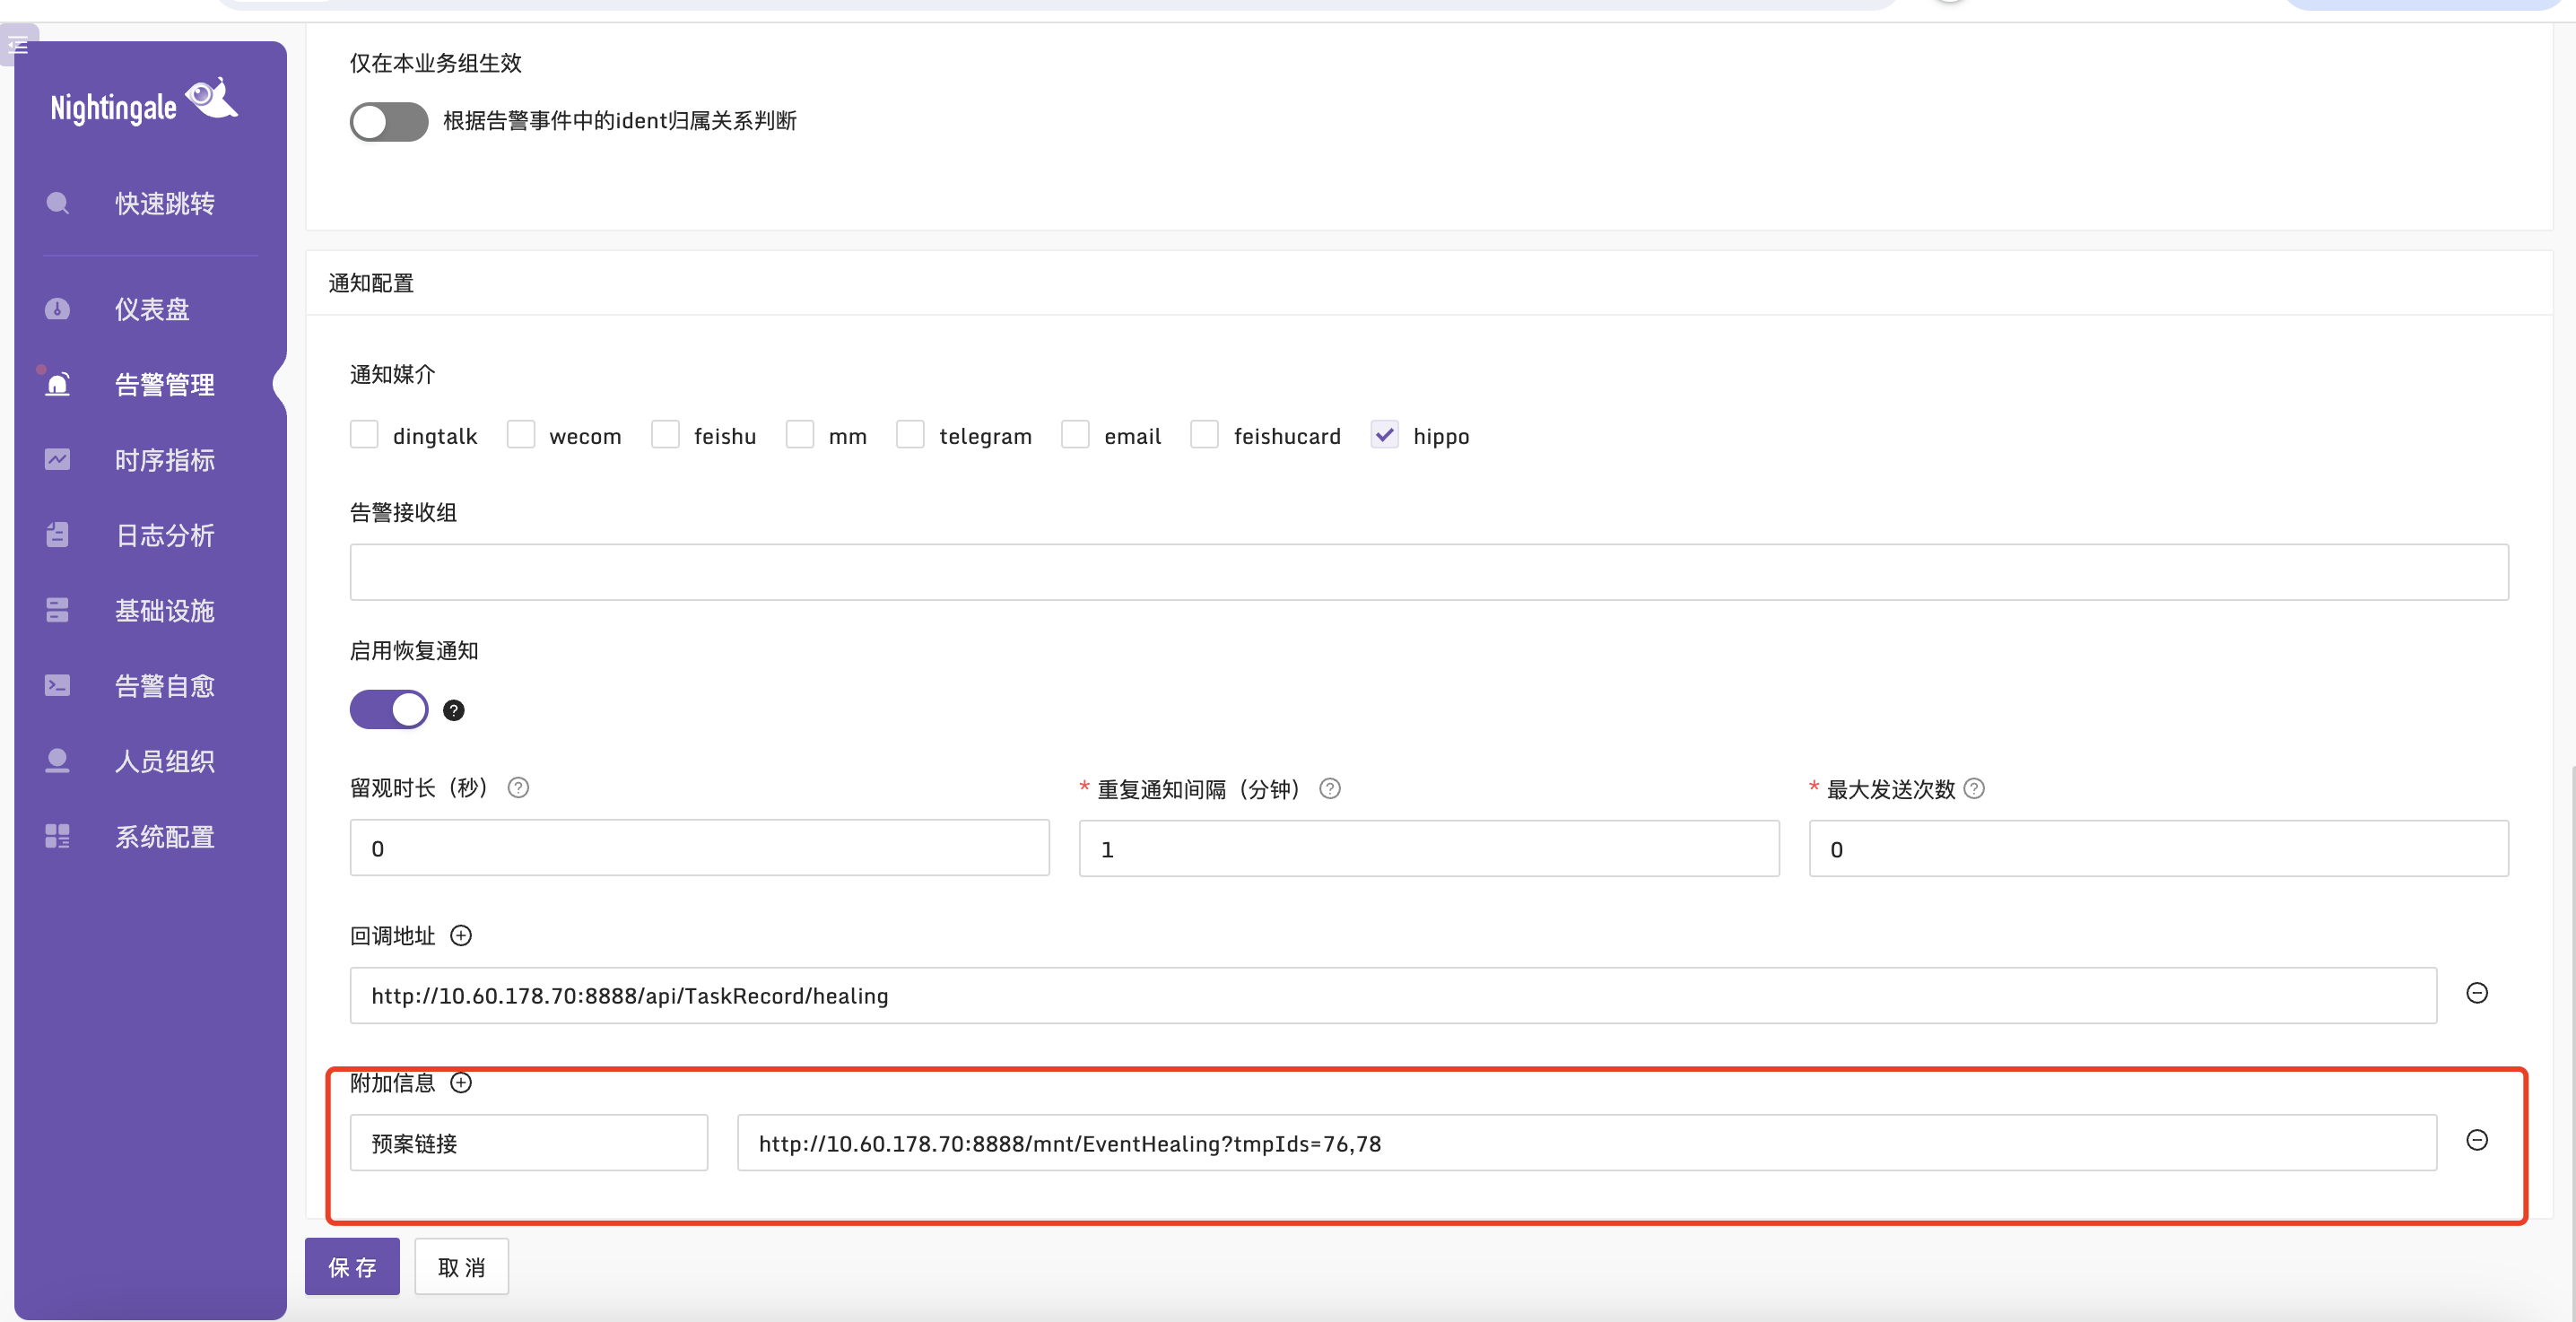 仅在本业务组生效
根据告警事件中的ident归属关系判断
Nightingale
快速跳转
仪表盘
告警管理
时序指标
日志分析
基础设施
告警自愈
人员组织
系统配置
通知配置
通知媒介
dingtalk wecom feishu mm telegram email feishucard hippo
告警接收组
启用恢复通知
留观时长（秒） * 重复通知间隔（分钟） * 最大发送次数
0 1 0
回调地址
http://10.60.178.70:8888/api/TaskRecord/healing
附加信息
预案链接 http://10.60.178.70:8888/mnt/EventHealing?tmpIds=76,78
保存 取消